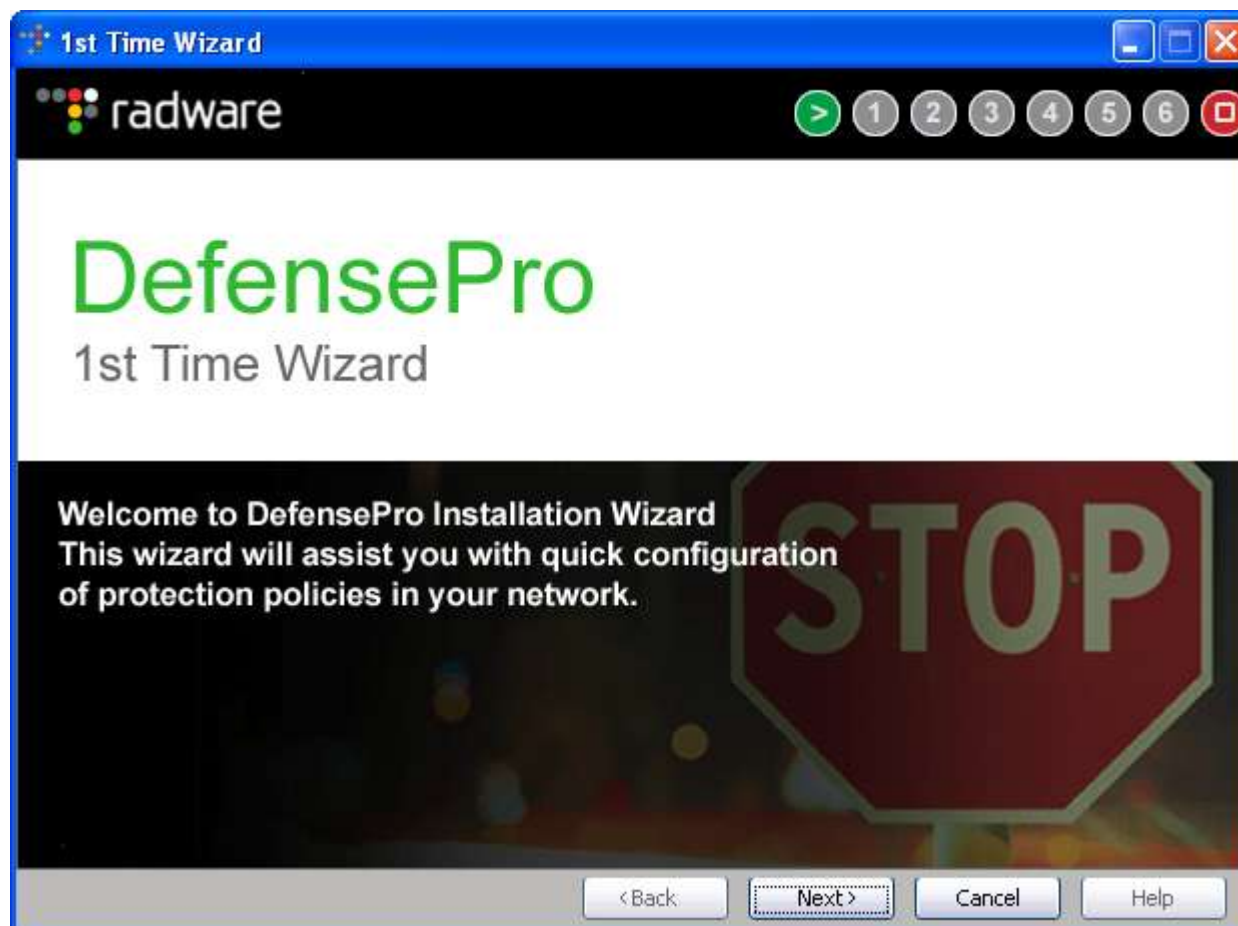 1st Time Wizard
radware
> 1 2 3 4 5 6
DefensePro
1st Time Wizard
Welcome to DefensePro Installation Wizard
This wizard will assist you with quick configuration
of protection policies in your network.
STOP
<Back Next> Cancel Help